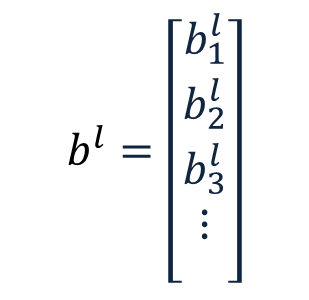 b^l = [b_1^l
b_2^l
b_3^l
⋮]